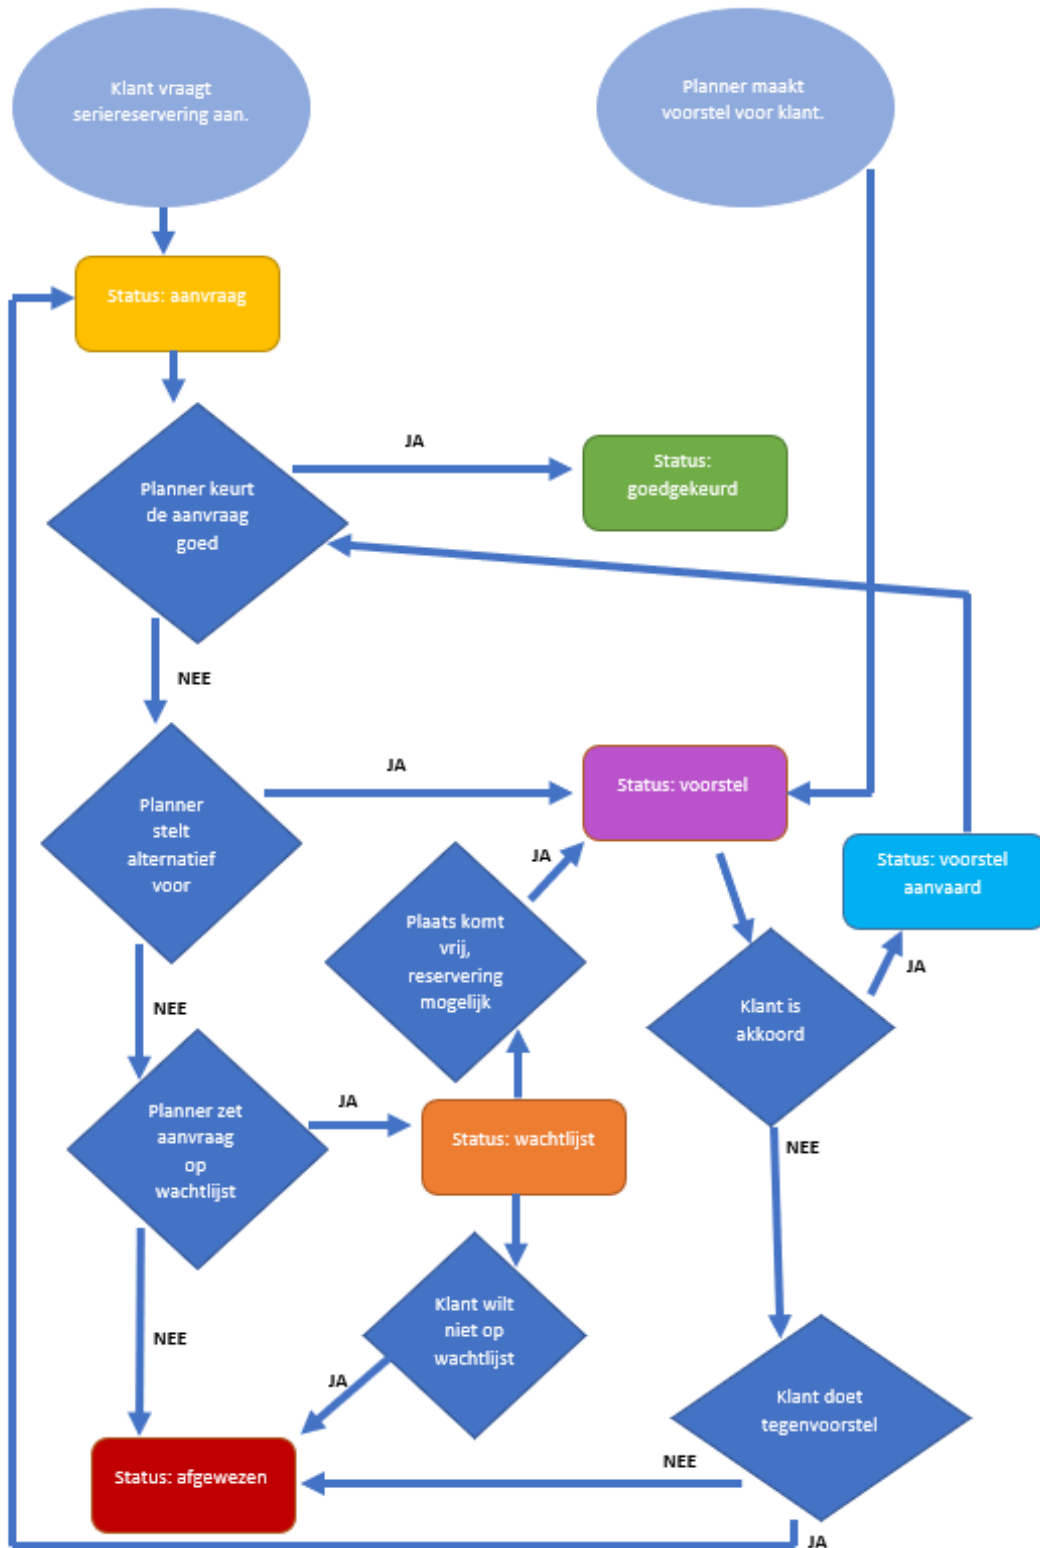 Klant vraagt
seriereservering aan.
Planner maakt
voorstel voor klant.
Status: aanvraag
JA
Planner keurt
de aanvraag
goed
Status:
goedgekeurd
NEE
JA
Planner
stelt
alternatief
voor
Status: voorstel
JA
Status: voorstel
aanvaard
Plaats komt
vrij,
reservering
mogelijk
JA
Klant is
akkoord
NEE
Planner zet
aanvraag
op
wachtlijst
JA
Status: wachtlijst
NEE
NEE
Klant wilt
niet op
wachtlijst
JA
Klant doet
tegenvoorstel
NEE
Status: afgewezen
JA